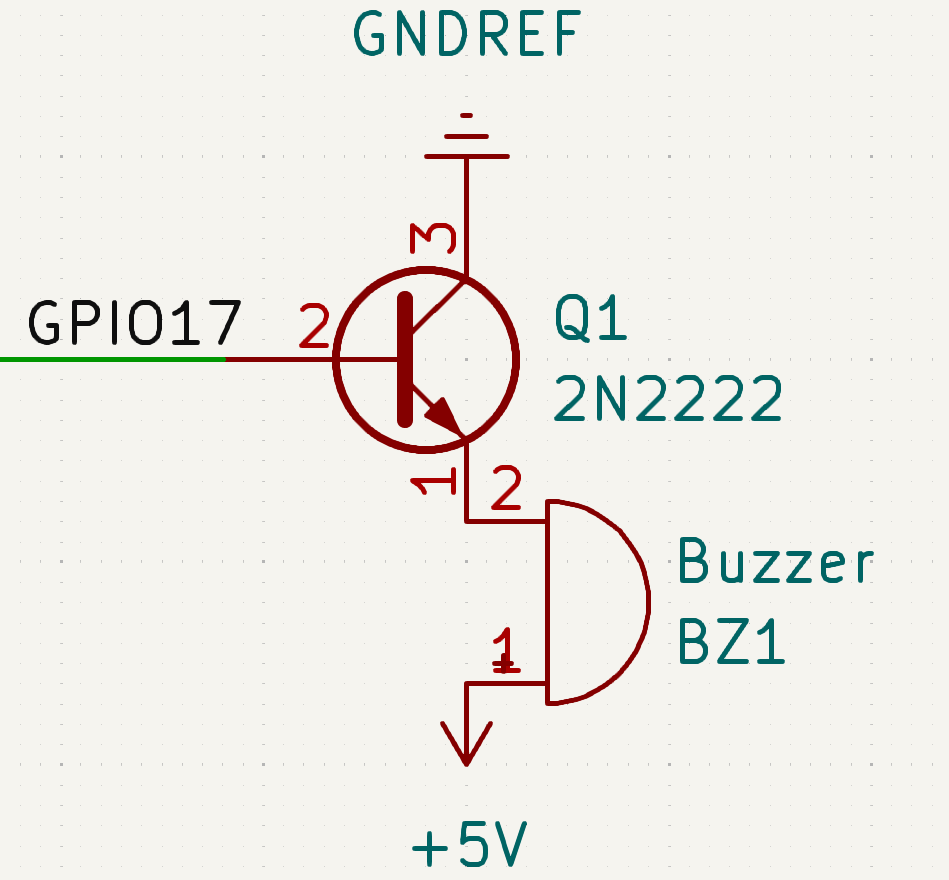 GNDREF
3
GPIO17
2
Q1
2N2222
1
2
Buzzer
BZ1
1
+
+5V